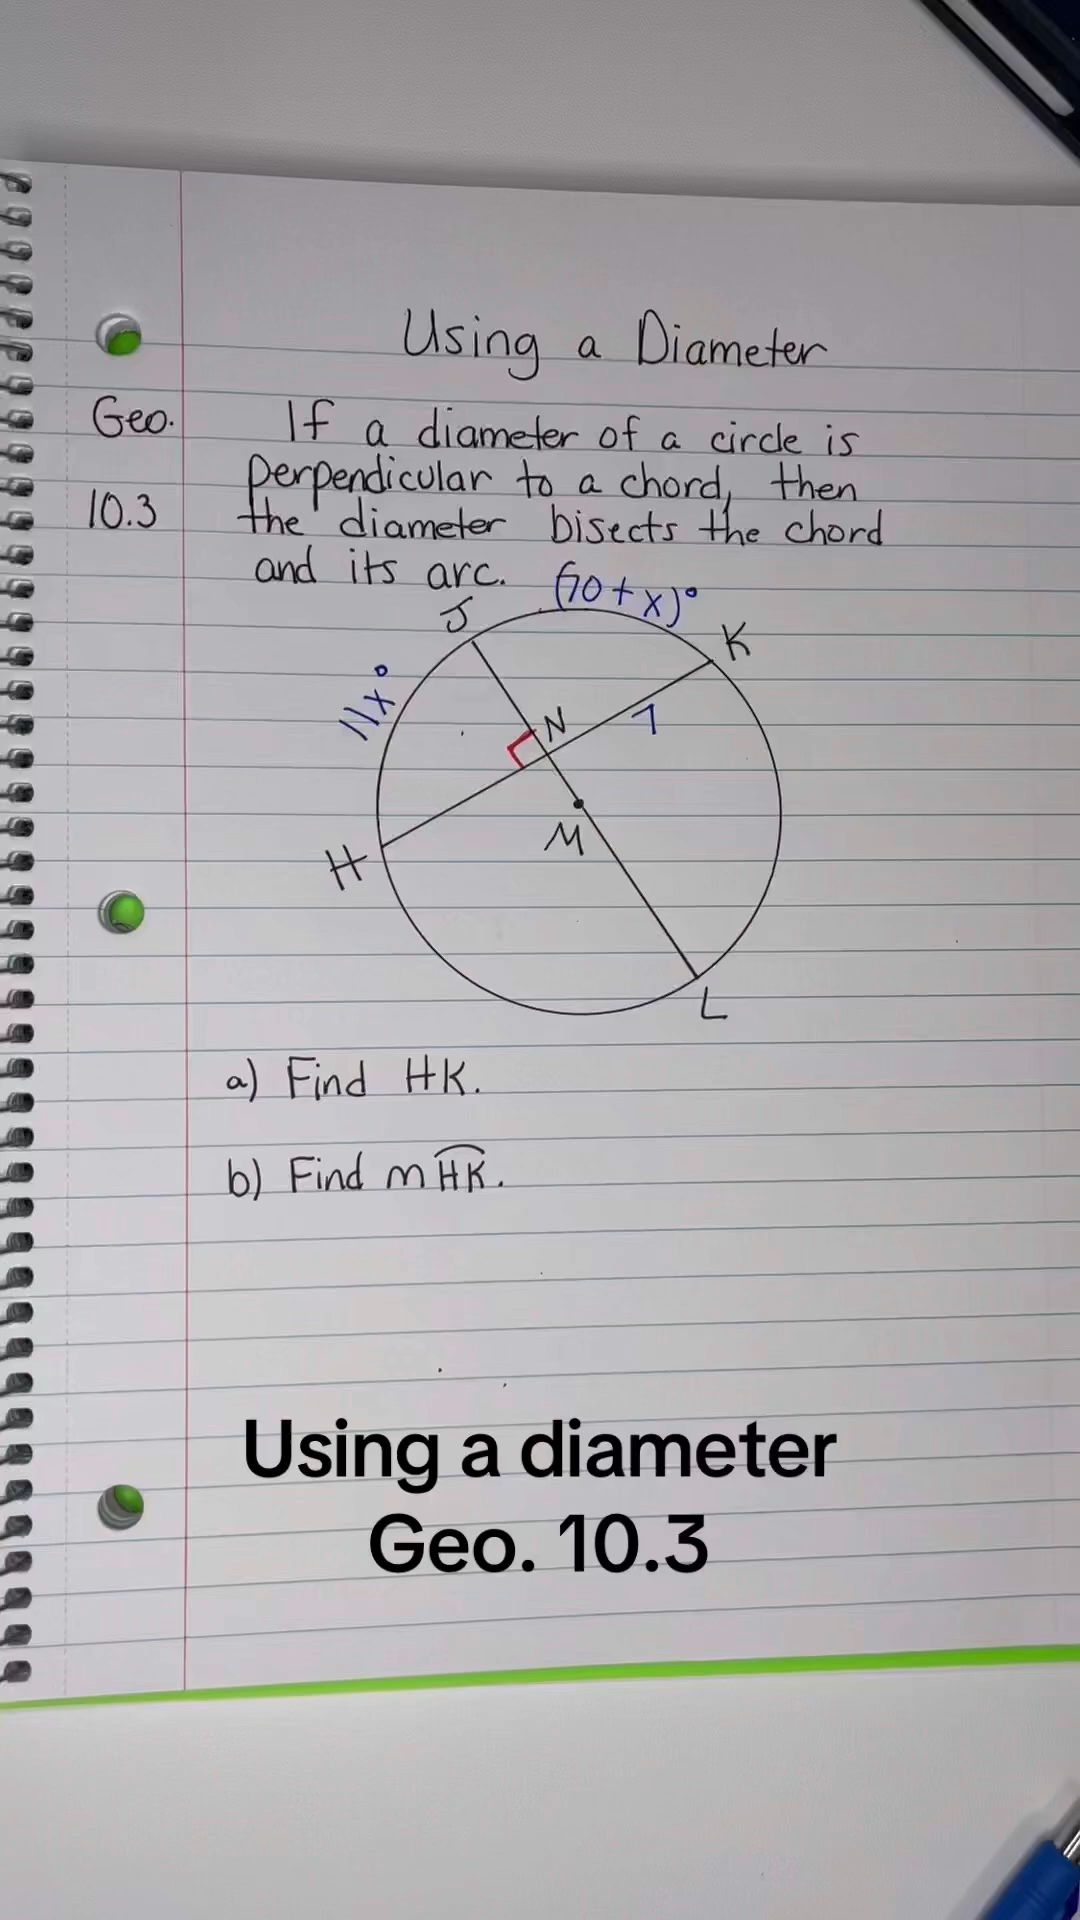 Using a Diameter
Geo. If a diameter of a circle is
perpendicular to a chord, then
10.3 the diameter bisects the chord
and its arc. (70+x)°
J
K
11x°
N
7
M
H
L
a) Find HK.
b) Find m HK.
Using a diameter
Geo. 10.3